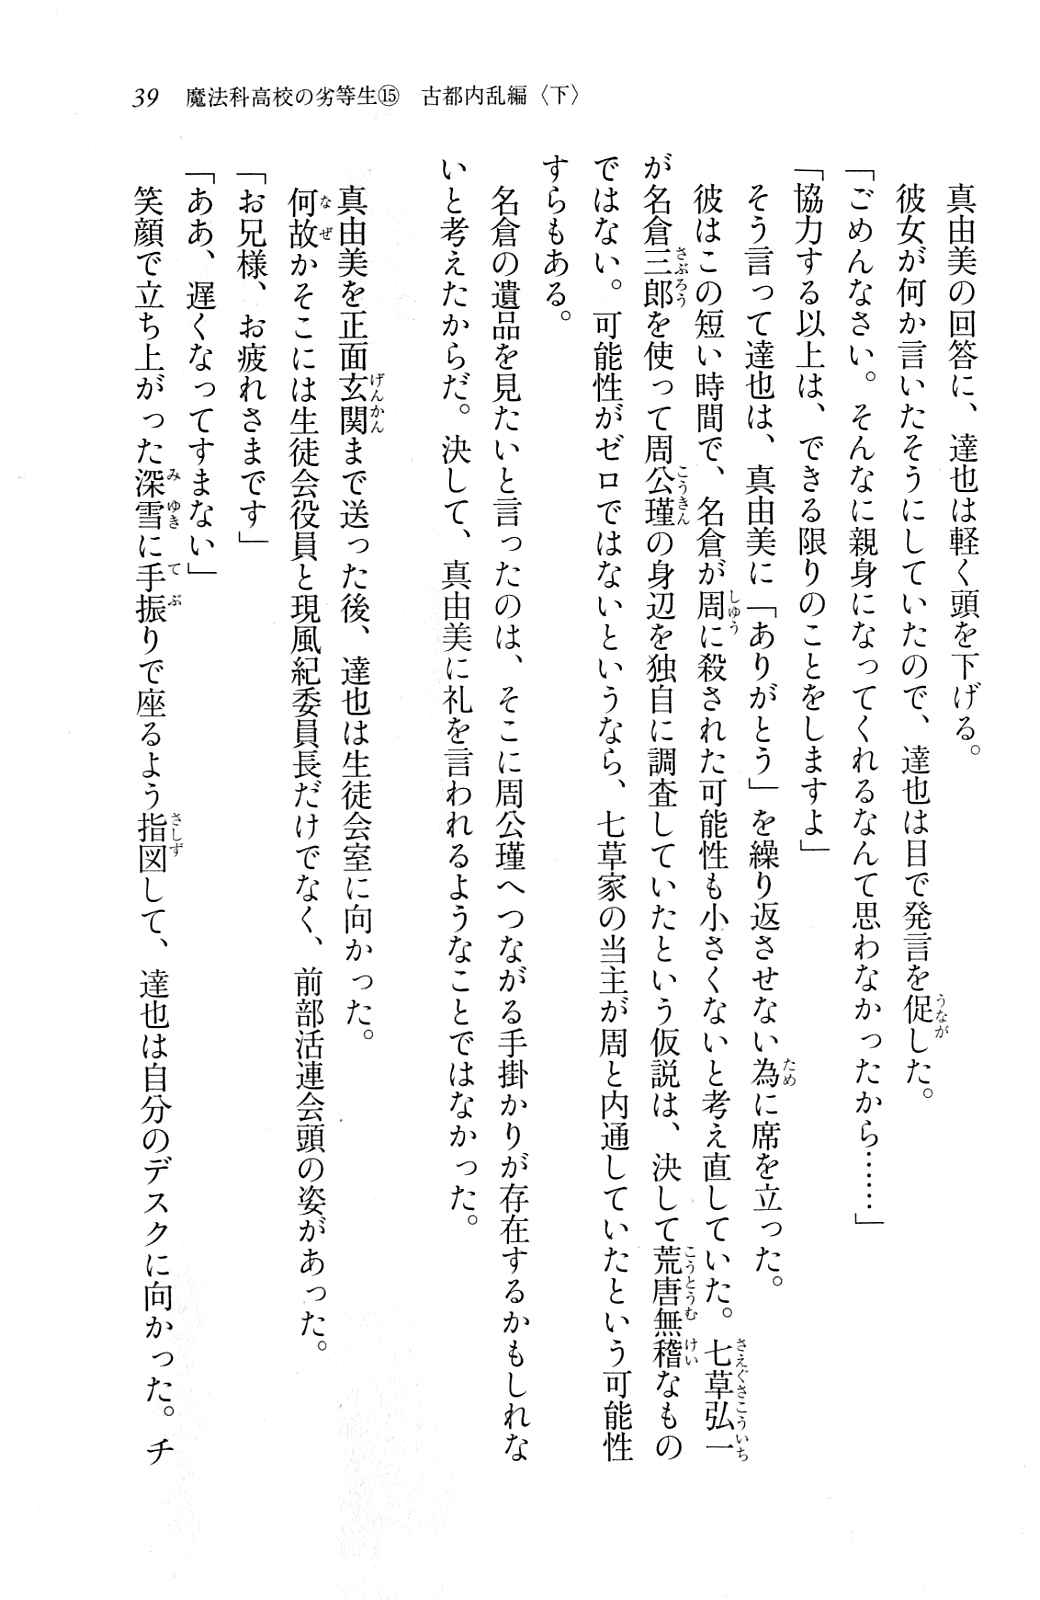 39　魔法科高校の劣等生⑮　古都内乱編〈下〉
　真由美の回答に、達也は軽く頭を下げる。
　彼女が何か言いたそうにしていたので、達也は目で発言を促した。
「ごめんなさい。そんなに親身になってくれるなんて思わなかったから……」
「協力する以上は、できる限りのことをしますよ」
　そう言って達也は、真由美に「ありがとう」を繰り返させない為に席を立った。
　彼はこの短い時間で、名倉が周に殺された可能性も小さくないと考え直していた。七草弘一
が名倉三郎を使って周公瑾の身辺を独自に調査していたという仮説は、決して荒唐無稽なもの
ではない。可能性がゼロではないというなら、七草家の当主が周と内通していたという可能性
すらもある。
　名倉の遺品を見たいと言ったのは、そこに周公瑾へつながる手掛かりが存在するかもしれな
いと考えたからだ。決して、真由美に礼を言われるようなことではなかった。
　真由美を正面玄関まで送った後、達也は生徒会室に向かった。
　何故かそこには生徒会役員と現風紀委員長だけでなく、前部活連会頭の姿があった。
「お兄様、お疲れさまです」
「ああ、遅くなってすまない」
　笑顔で立ち上がった深雪に手振りで座るよう指図して、達也は自分のデスクに向かった。チ